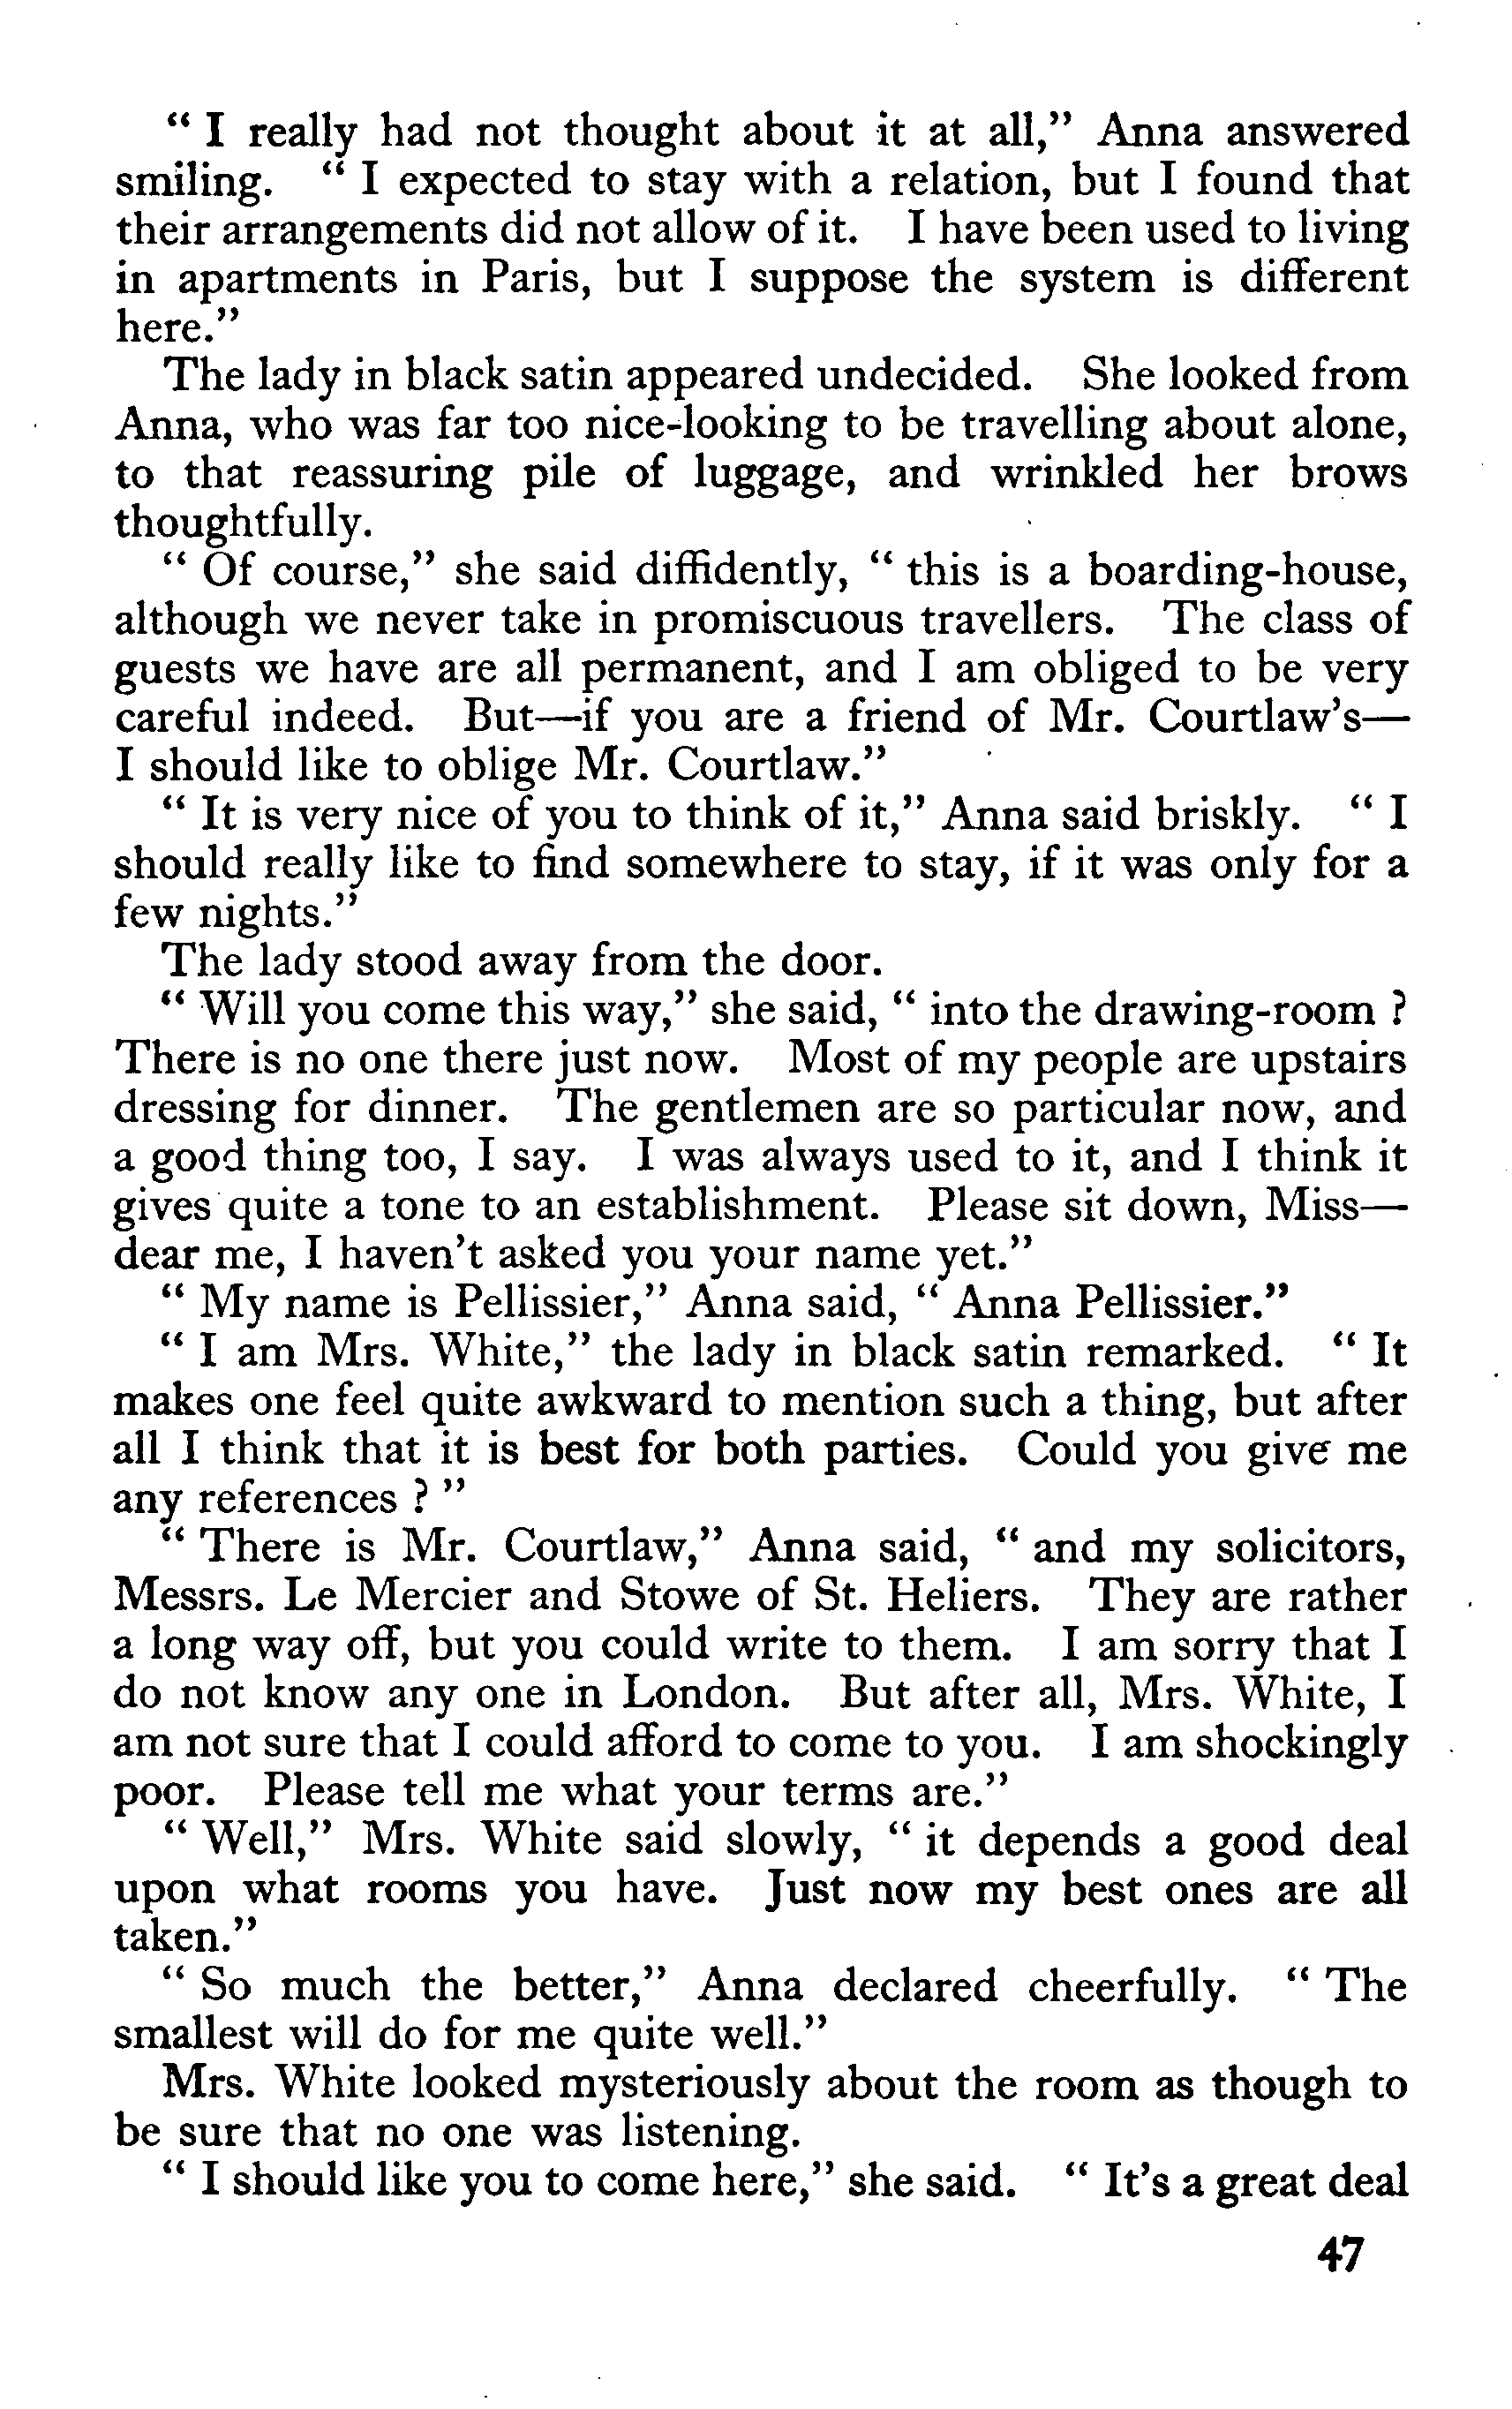 “ I really had not thought about it at all,” Anna answered
smiling. “ I expected to stay with a relation, but I found that
their arrangements did not allow of it. I have been used to living
in apartments in Paris, but I suppose the system is different
here.”
The lady in black satin appeared undecided. She looked from
Anna, who was far too nice-looking to be travelling about alone,
to that reassuring pile of luggage, and wrinkled her brows
thoughtfully.
“ Of course,” she said diffidently, “ this is a boarding-house,
although we never take in promiscuous travellers. The class of
guests we have are all permanent, and I am obliged to be very
careful indeed. But—if you are a friend of Mr. Courtlaw’s—
I should like to oblige Mr. Courtlaw.”
“ It is very nice of you to think of it,” Anna said briskly. “ I
should really like to find somewhere to stay, if it was only for a
few nights.”
The lady stood away from the door.
“ Will you come this way,” she said, “ into the drawing-room ?
There is no one there just now. Most of my people are upstairs
dressing for dinner. The gentlemen are so particular now, and
a good thing too, I say. I was always used to it, and I think it
gives quite a tone to an establishment. Please sit down, Miss—
dear me, I haven’t asked you your name yet.”
“ My name is Pellissier,” Anna said, “ Anna Pellissier.”
“ I am Mrs. White,” the lady in black satin remarked. “ It
makes one feel quite awkward to mention such a thing, but after
all I think that it is best for both parties. Could you give me
any references ? ”
“ There is Mr. Courtlaw,” Anna said, “ and my solicitors,
Messrs. Le Mercier and Stowe of St. Heliers. They are rather
a long way off, but you could write to them. I am sorry that I
do not know any one in London. But after all, Mrs. White, I
am not sure that I could afford to come to you. I am shockingly
poor. Please tell me what your terms are.”
“ Well,” Mrs. White said slowly, “ it depends a good deal
upon what rooms you have. Just now my best ones are all
taken.”
“ So much the better,” Anna declared cheerfully. “ The
smallest will do for me quite well.”
Mrs. White looked mysteriously about the room as though to
be sure that no one was listening.
“ I should like you to come here,” she said. “ It’s a great deal
47